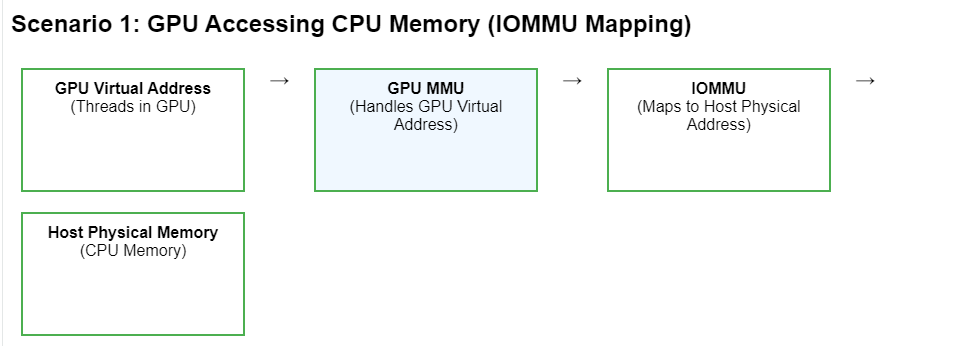 Scenario 1: GPU Accessing CPU Memory (IOMMU Mapping)
GPU Virtual Address
(Threads in GPU)
→
GPU MMU
(Handles GPU Virtual
Address)
→
IOMMU
(Maps to Host Physical
Address)
→
Host Physical Memory
(CPU Memory)